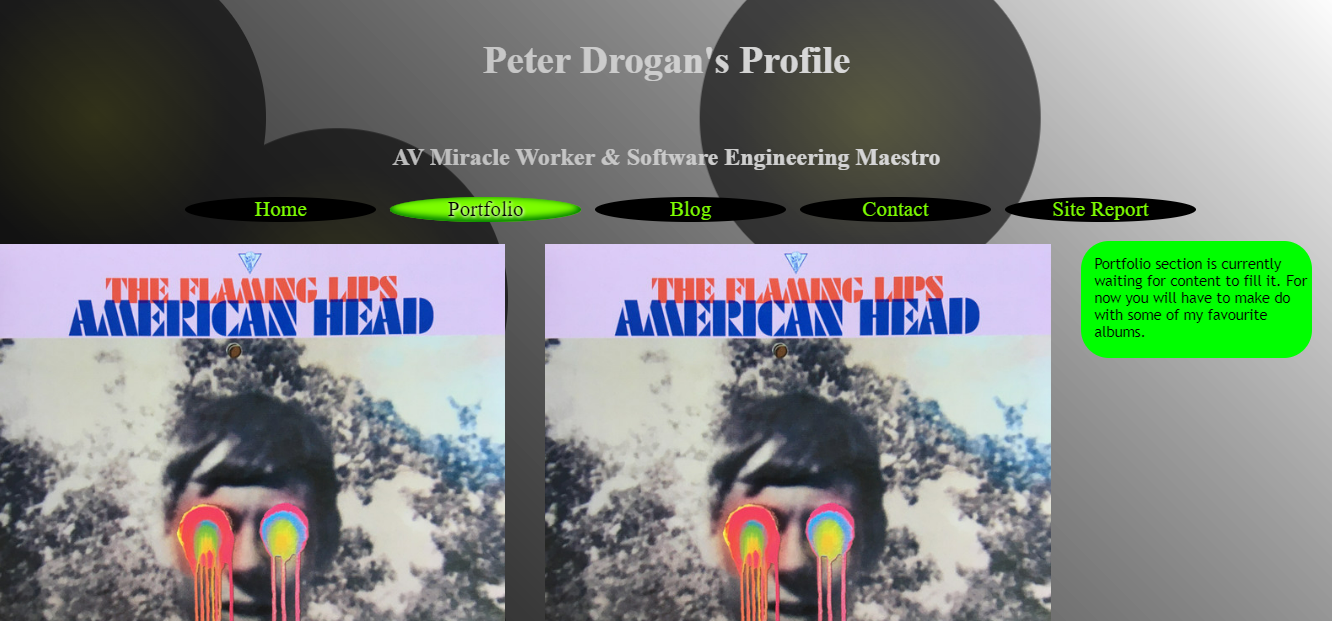 Peter Drogan's Profile
AV Miracle Worker & Software Engineering Maestro
Home Portfolio Blog Contact Site Report
THE FLAMING LIPS
AMERICAN HEAD
THE FLAMING LIPS
AMERICAN HEAD
Portfolio section is currently
waiting for content to fill it. For
now you will have to make do
with some of my favourite
albums.